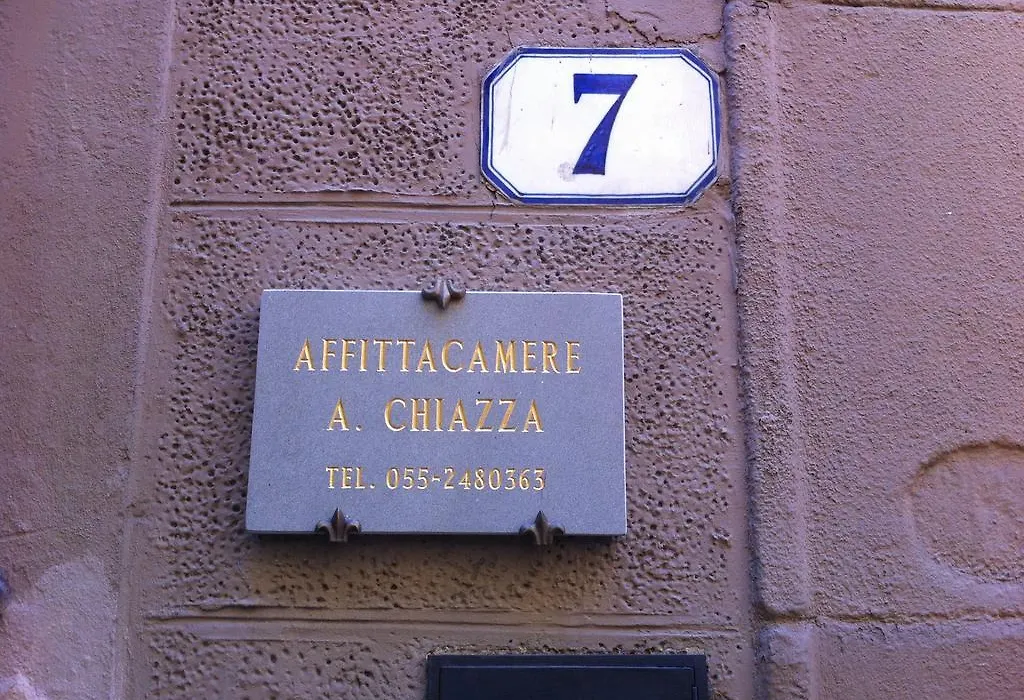 7
AFFITTACAMERE
A. CHIAZZA
TEL. 055-2480363